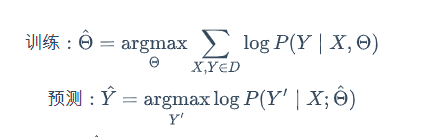 训练：Θ̂ = argmax_Θ ∑_{X,Y∈D} log P(Y | X, Θ)
预测：Ŷ = argmax_{Y′} log P(Y′ | X; Θ̂)